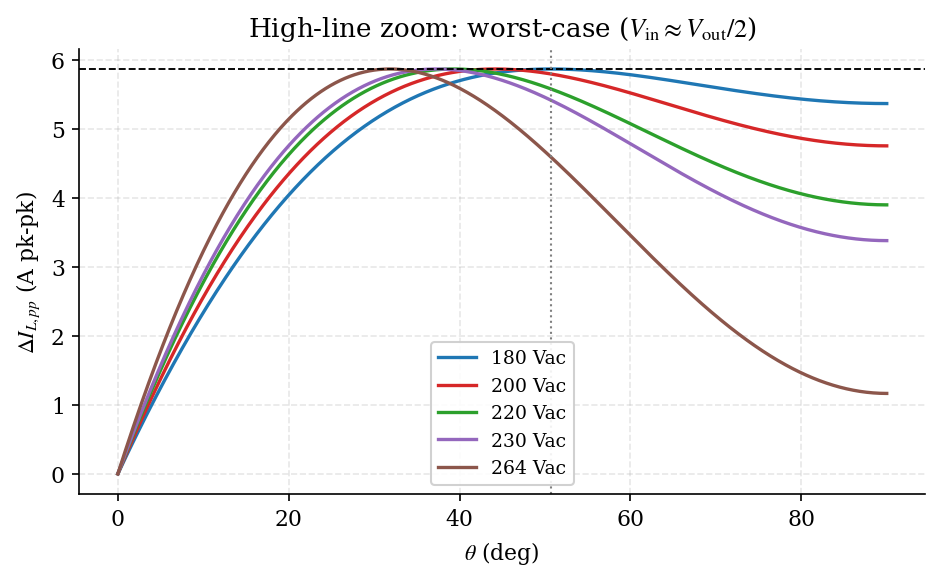 High-line zoom: worst-case (V_in ≈ V_out/2)
ΔI_L,pp (A pk-pk)
6
5
4
3
2
1
0
180 Vac
200 Vac
220 Vac
230 Vac
264 Vac
0 20 40 60 80
θ (deg)